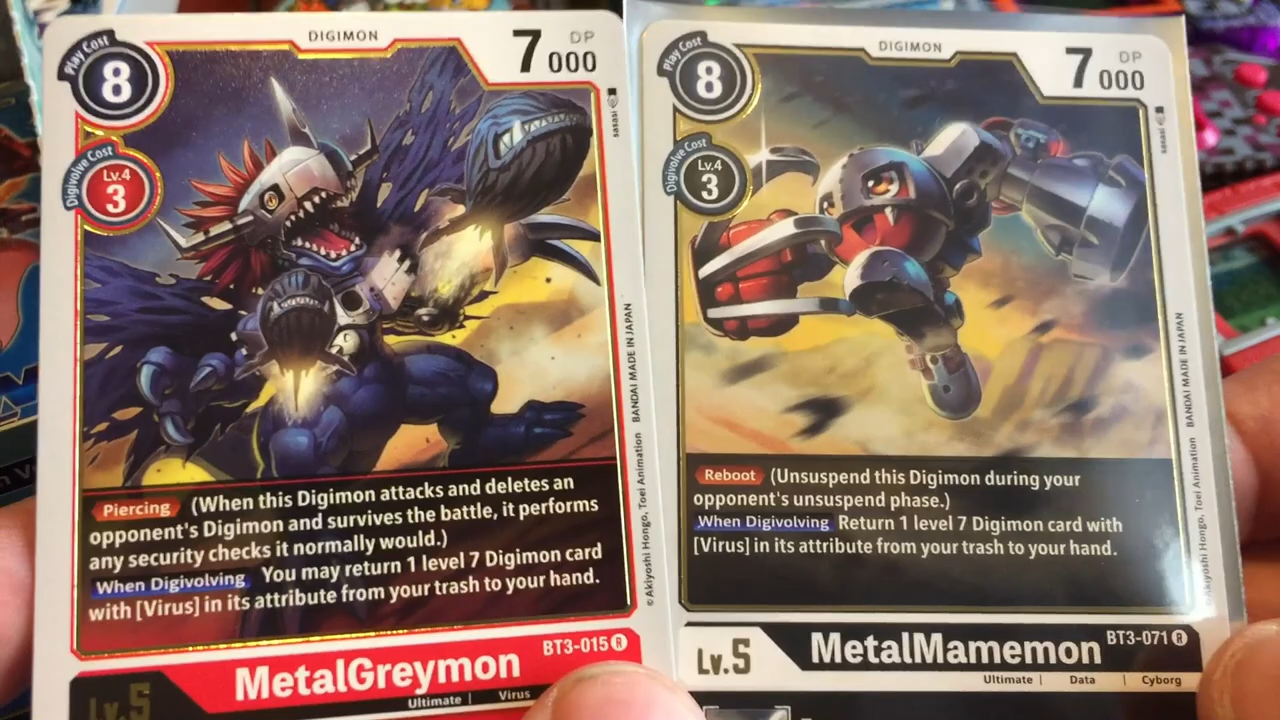 DIGIMON
Play Cost
8
7000
DP
Digivolve Cost
Lv.4
3
sasasi
©Akiyoshi Hongo, Toei Animation BANDAI MADE IN JAPAN
Piercing (When this Digimon attacks and deletes an
opponent's Digimon and survives the battle, it performs
any security checks it normally would.)
When Digivolving You may return 1 level 7 Digimon card
with [Virus] in its attribute from your trash to your hand.
BT3-015 R
Lv.5
MetalGreymon
Ultimate | Virus
DIGIMON
Play Cost
8
7000
DP
Digivolve Cost
Lv.4
3
sasasi
©Akiyoshi Hongo, Toei Animation BANDAI MADE IN JAPAN
Reboot (Unsuspend this Digimon during your
opponent's unsuspend phase.)
When Digivolving Return 1 level 7 Digimon card with
[Virus] in its attribute from your trash to your hand.
BT3-071 R
Lv.5
MetalMamemon
Ultimate | Data | Cyborg